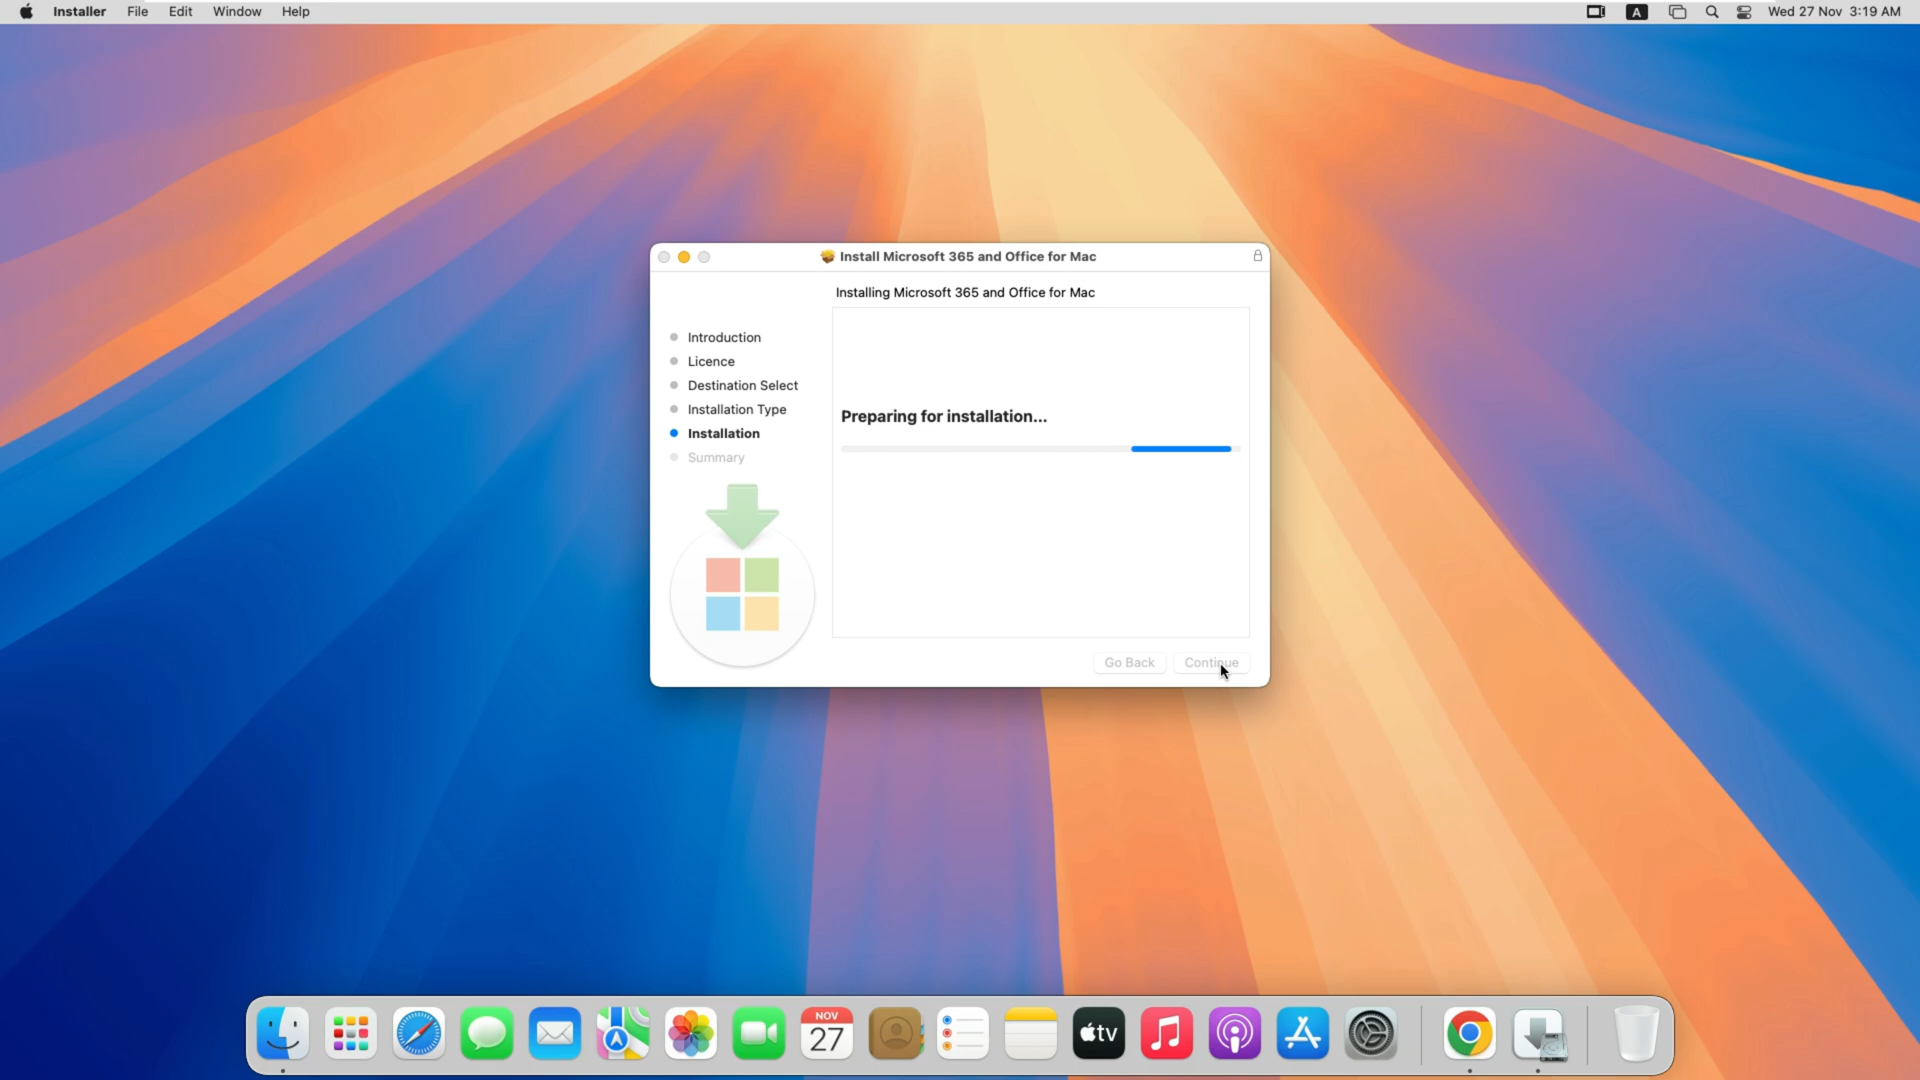 Installer File Edit Window Help A Wed 27 Nov 3:19 AM
Install Microsoft 365 and Office for Mac
Installing Microsoft 365 and Office for Mac
Introduction
Licence
Destination Select
Installation Type
Installation
Summary
Preparing for installation...
Go Back Continue
NOV
27
tv